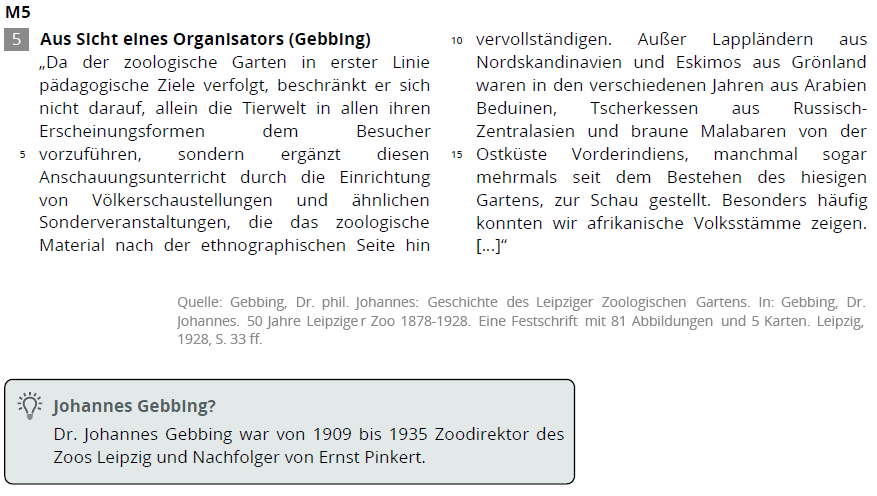 M5
5 Aus Sicht eines Organisators (Gebbing)
„Da der zoologische Garten in erster Linie
pädagogische Ziele verfolgt, beschränkt er sich
nicht darauf, allein die Tierwelt in allen ihren
Erscheinungsformen dem Besucher
5 vorzuführen, sondern ergänzt diesen
Anschauungsunterricht durch die Einrichtung
von Völkerschaustellungen und ähnlichen
Sonderveranstaltungen, die das zoologische
Material nach der ethnographischen Seite hin
10 vervollständigen. Außer Lappländern aus
Nordskandinavien und Eskimos aus Grönland
waren in den verschiedenen Jahren aus Arabien
Beduinen, Tscherkessen aus Russisch-
Zentralasien und braune Malabaren von der
15 Ostküste Vorderindiens, manchmal sogar
mehrmals seit dem Bestehen des hiesigen
Gartens, zur Schau gestellt. Besonders häufig
konnten wir afrikanische Volksstämme zeigen.
[...]“
Quelle: Gebbing, Dr. phil. Johannes: Geschichte des Leipziger Zoologischen Gartens. In: Gebbing, Dr.
Johannes. 50 Jahre Leipziger Zoo 1878-1928. Eine Festschrift mit 81 Abbildungen und 5 Karten. Leipzig,
1928, S. 33 ff.
Johannes Gebbing?
Dr. Johannes Gebbing war von 1909 bis 1935 Zoodirektor des
Zoos Leipzig und Nachfolger von Ernst Pinkert.